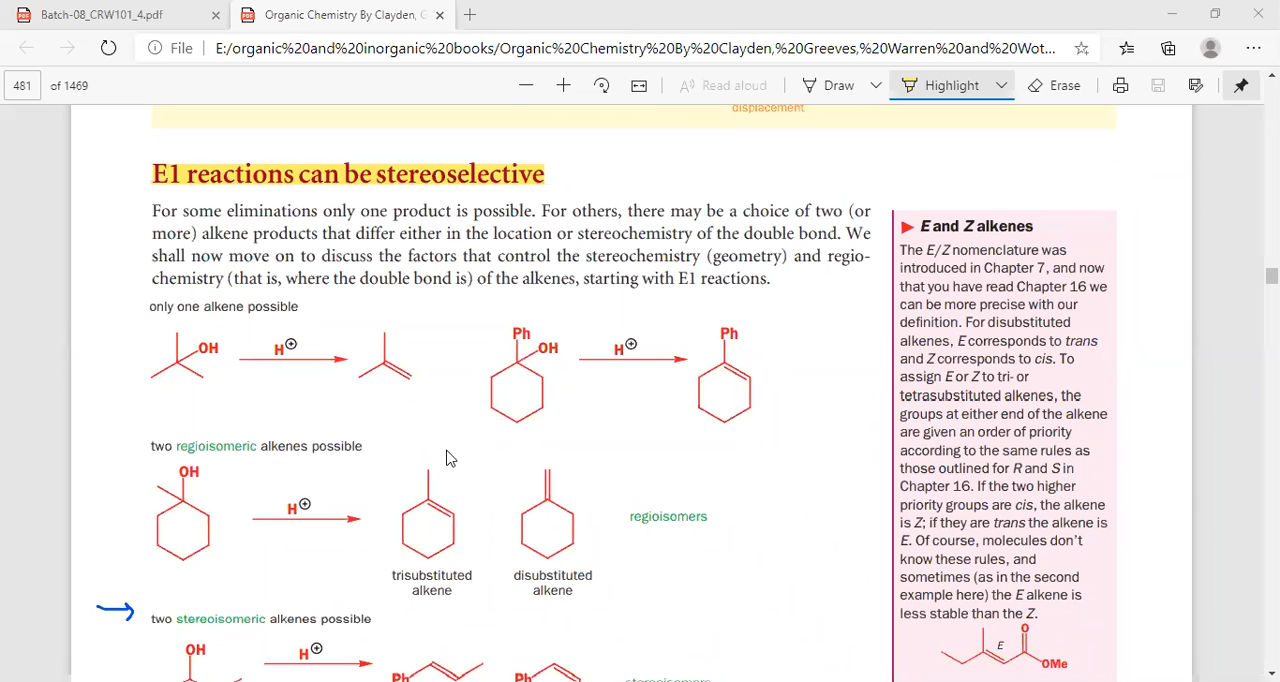 Batch-08_CRW101_4.pdf
Organic Chemistry By Clayden, G
File E:/organic%20and%20inorganic%20books/Organic%20Chemistry%20By%20Clayden,%20Greeves,%20Warren%20and%20Wot...
481 of 1469
Read aloud Draw Highlight Erase
displacement
E1 reactions can be stereoselective
For some eliminations only one product is possible. For others, there may be a choice of two (or
more) alkene products that differ either in the location or stereochemistry of the double bond. We
shall now move on to discuss the factors that control the stereochemistry (geometry) and regio-
chemistry (that is, where the double bond is) of the alkenes, starting with E1 reactions.
only one alkene possible
OH H⊕ Ph OH H⊕ Ph
two regioisomeric alkenes possible
OH
H⊕
regioisomers
trisubstituted disubstituted
alkene alkene
two stereoisomeric alkenes possible
OH H⊕
Ph Ph stereoisomers
▶ E and Z alkenes
The E/Z nomenclature was
introduced in Chapter 7, and now
that you have read Chapter 16 we
can be more precise with our
definition. For disubstituted
alkenes, E corresponds to trans
and Z corresponds to cis. To
assign E or Z to tri- or
tetrasubstituted alkenes, the
groups at either end of the alkene
are given an order of priority
according to the same rules as
those outlined for R and S in
Chapter 16. If the two higher
priority groups are cis, the alkene
is Z; if they are trans the alkene is
E. Of course, molecules don't
know these rules, and
sometimes (as in the second
example here) the E alkene is
less stable than the Z.
O
E
OMe